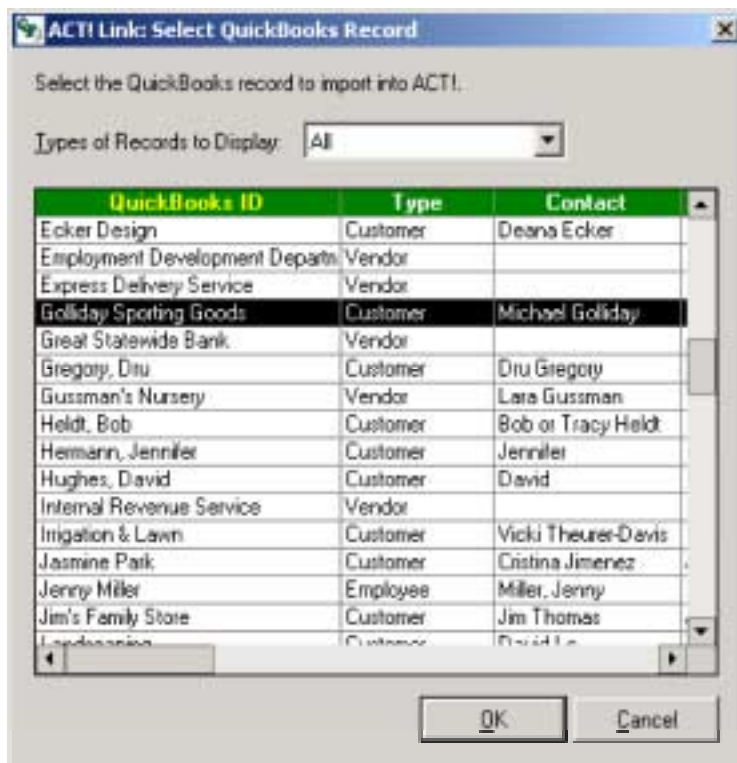 ACT! Link: Select QuickBooks Record
Select the QuickBooks record to import into ACT!.
Types of Records to Display: All
QuickBooks ID Type Contact
Ecker Design Customer Deana Ecker
Employment Development Departn Vendor
Express Delivery Service Vendor
Golliday Sporting Goods Customer Michael Golliday
Great Statewide Bank Vendor
Gregory, Dru Customer Dru Gregory
Gussman's Nursery Vendor Lara Gussman
Heldt, Bob Customer Bob or Tracy Heldt
Hermann, Jennifer Customer Jennifer
Hughes, David Customer David
Internal Revenue Service Vendor
Irrigation & Lawn Customer Vicki Theurer-Davis
Jasmine Park Customer Cristina Jimenez
Jenny Miller Employee Miller, Jenny
Jim's Family Store Customer Jim Thomas
Landscaping Customer David Lo
OK Cancel